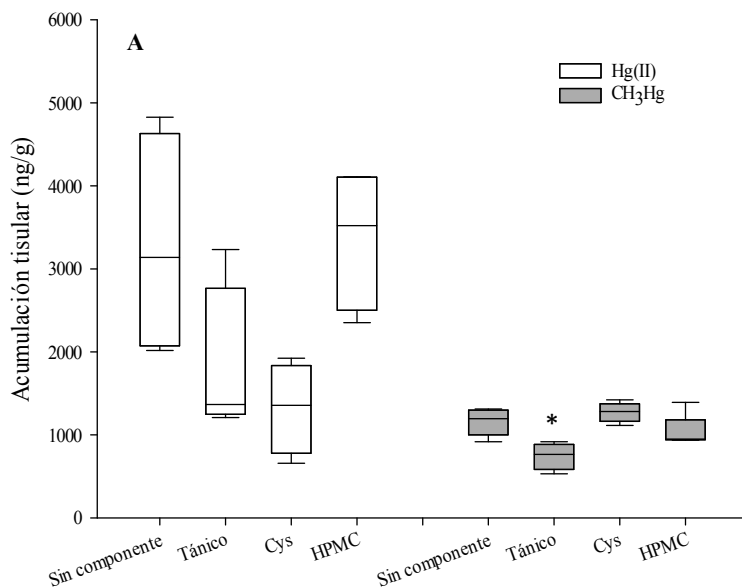 6000
A
Hg(II)
CH3Hg
5000
4000
3000
2000
1000
0
*
Acumulación tisular (ng/g)
Sin componente
Tánico
Cys
HPMC
Sin componente
Tánico
Cys
HPMC